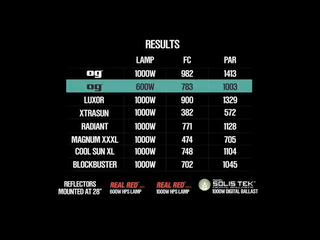 RESULTS
LAMP FC PAR
og 1000W 982 1413
og 600W 783 1003
LUXOR 1000W 900 1329
XTRASUN 1000W 382 572
RADIANT 1000W 771 1128
MAGNUM XXXL 1000W 474 705
COOL SUN XL 1000W 748 1104
BLOCKBUSTER 1000W 702 1045
REFLECTORS MOUNTED AT 28"
REAL RED...
600W HPS LAMP
REAL RED...
1000W HPS LAMP
SOLIS TEK
1000W DIGITAL BALLAST